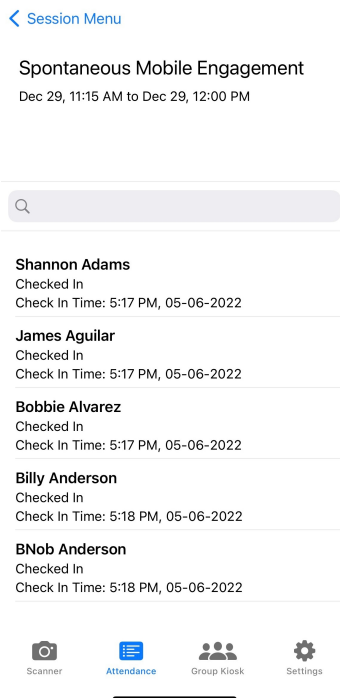 Session Menu
Spontaneous Mobile Engagement
Dec 29, 11:15 AM to Dec 29, 12:00 PM
Shannon Adams
Checked In
Check In Time: 5:17 PM, 05-06-2022
James Aguilar
Checked In
Check In Time: 5:17 PM, 05-06-2022
Bobbie Alvarez
Checked In
Check In Time: 5:17 PM, 05-06-2022
Billy Anderson
Checked In
Check In Time: 5:18 PM, 05-06-2022
BNob Anderson
Checked In
Check In Time: 5:18 PM, 05-06-2022
Scanner Attendance Group Kiosk Settings